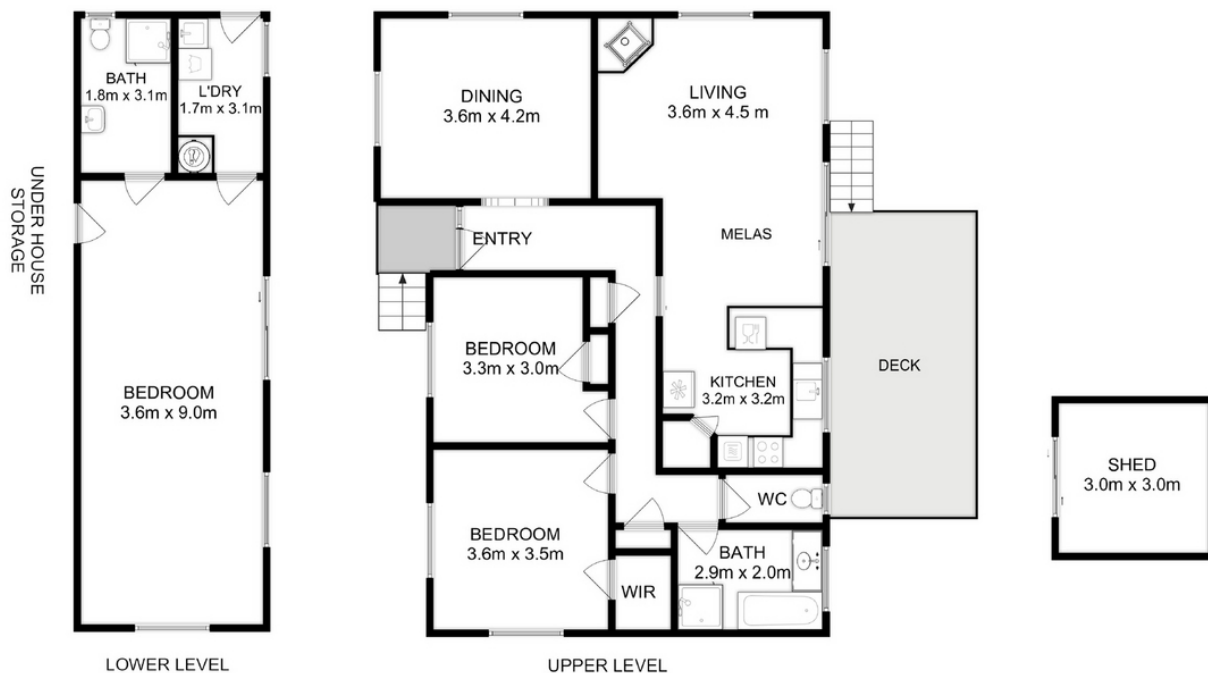 BATH
1.8m x 3.1m
L'DRY
1.7m x 3.1m
UNDER HOUSE
STORAGE
BEDROOM
3.6m x 9.0m
LOWER LEVEL
DINING
3.6m x 4.2m
LIVING
3.6m x 4.5 m
ENTRY
MELAS
BEDROOM
3.3m x 3.0m
KITCHEN
3.2m x 3.2m
DECK
BEDROOM
3.6m x 3.5m
WC
BATH
2.9m x 2.0m
WIR
UPPER LEVEL
SHED
3.0m x 3.0m